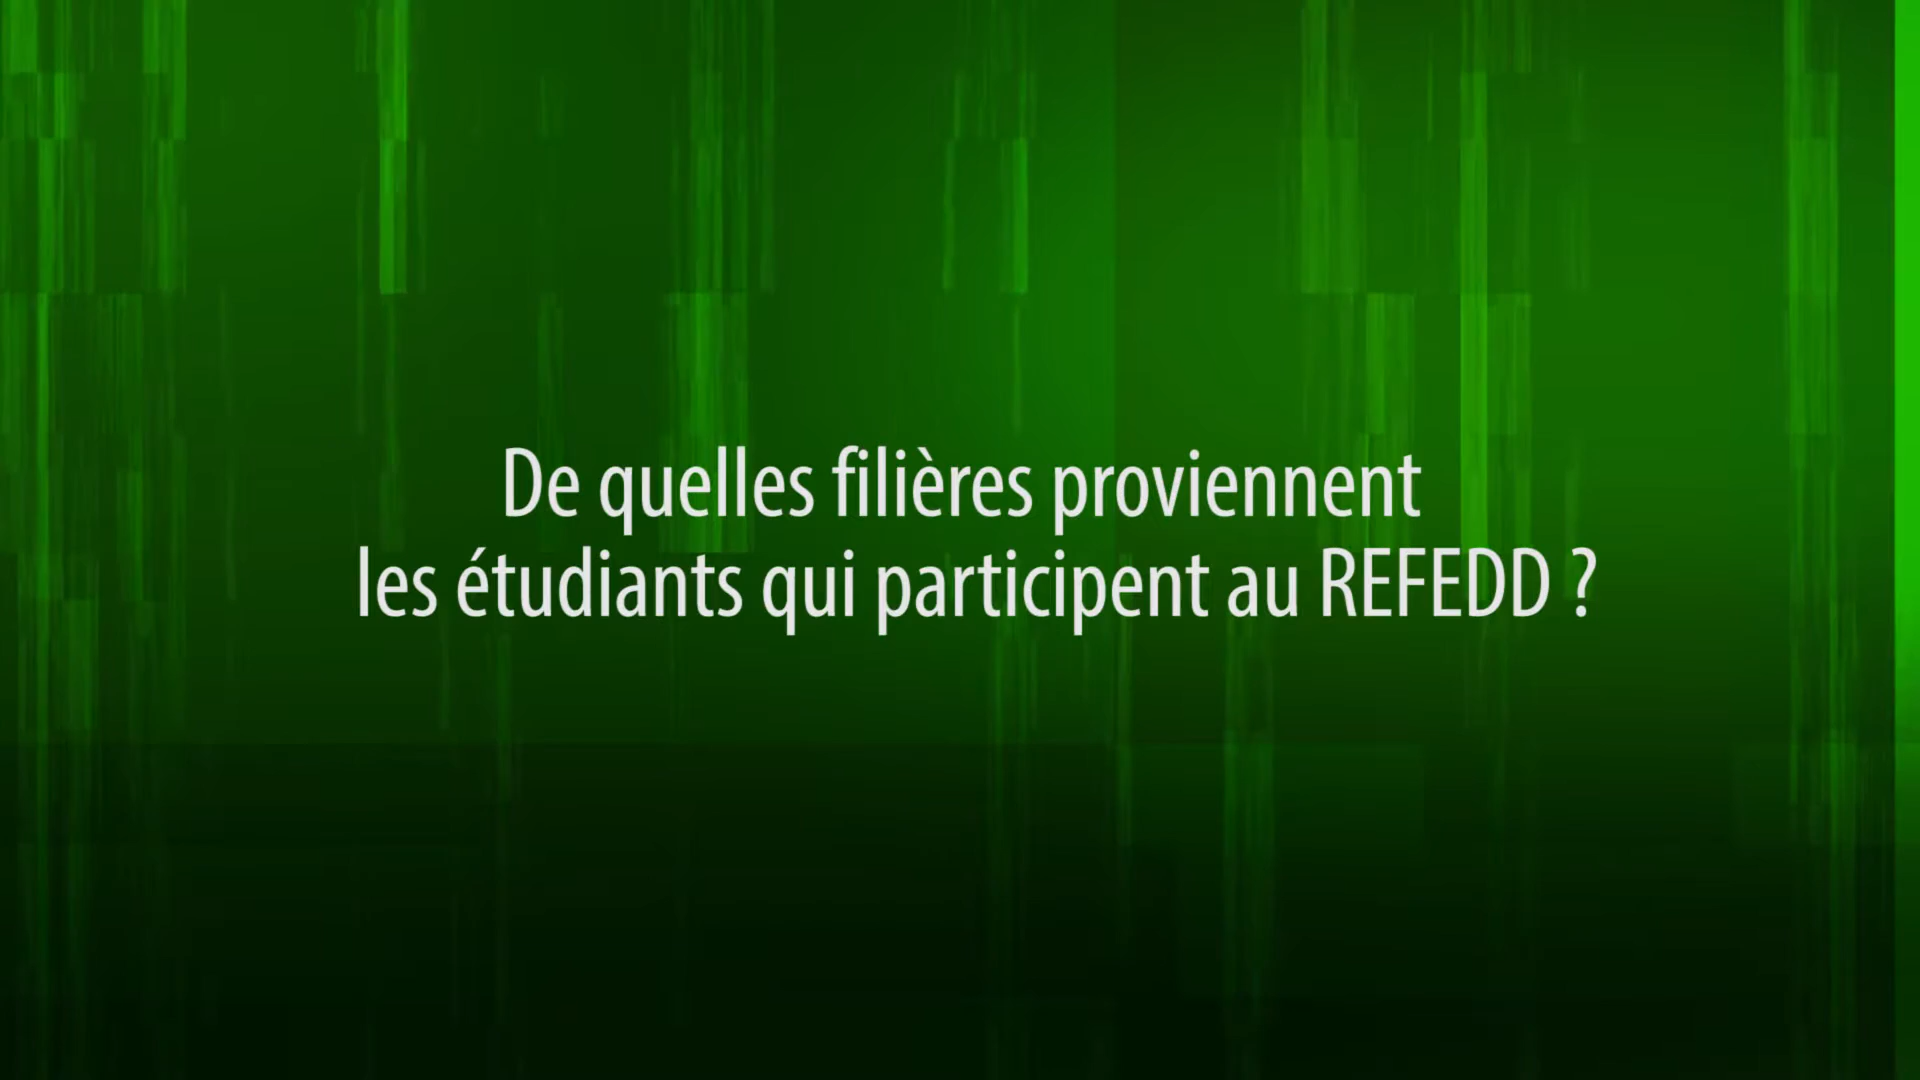 De quelles filières proviennent
les étudiants qui participent au REFEDD ?